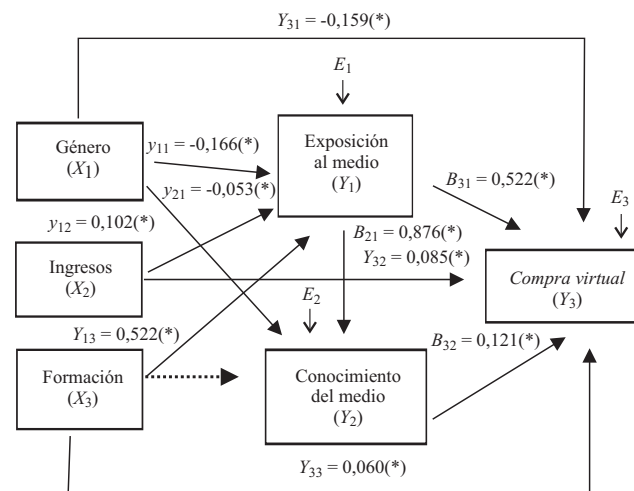 Y31 = -0,159(*)
E1
Género
(X1)
y11 = -0,166(*)
Exposición
al medio
(Y1)
y21 = -0,053(*)
B31 = 0,522(*)
E3
y12 = 0,102(*)
B21 = 0,876(*)
Y32 = 0,085(*)
Ingresos
(X2)
Compra virtual
(Y3)
E2
Y13 = 0,522(*)
B32 = 0,121(*)
Formación
(X3)
Conocimiento
del medio
(Y2)
Y33 = 0,060(*)